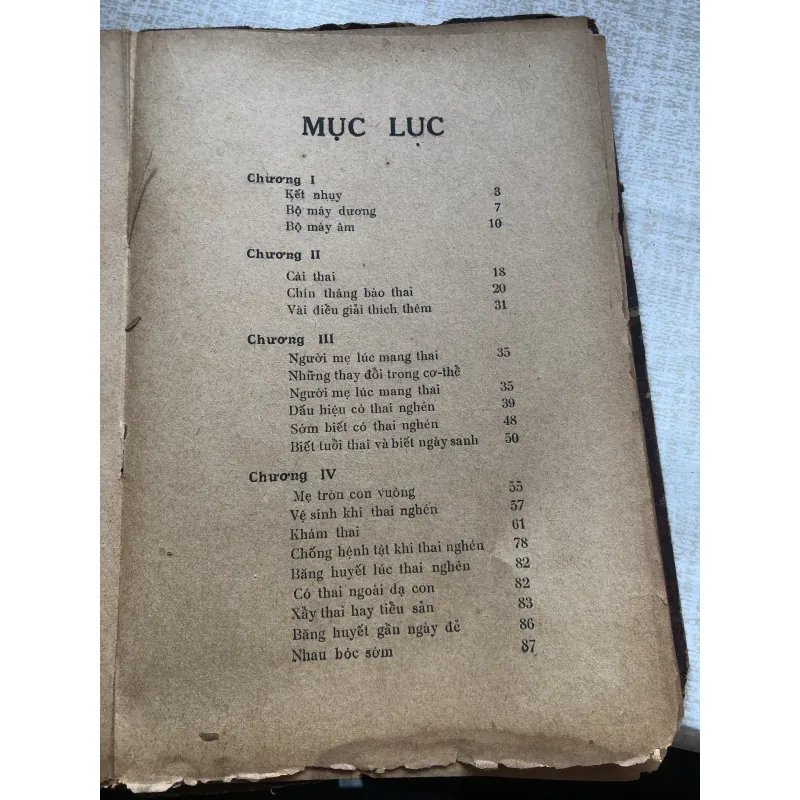 MỤC LỤC
Chương I
Kết nhụy 3
Bộ máy dương 7
Bộ máy âm 10
Chương II
Cái thai 18
Chín tháng bào thai 20
Vài điều giải thích thêm 31
Chương III
Người mẹ lúc mang thai 35
Những thay đổi trong cơ-thể
Người mẹ lúc mang thai 35
Dấu hiệu có thai nghén 39
Sớm biết có thai nghén 48
Biết tuổi thai và biết ngày sanh 50
Chương IV
Mẹ tròn con vuông 55
Vệ sinh khi thai nghén 57
Khám thai 61
Chống bệnh tật khi thai nghén 78
Băng huyết lúc thai nghén 82
Có thai ngoài dạ con 82
Xẩy thai hay tiểu sản 83
Băng huyết gần ngày đẻ 86
Nhau bóc sớm 87